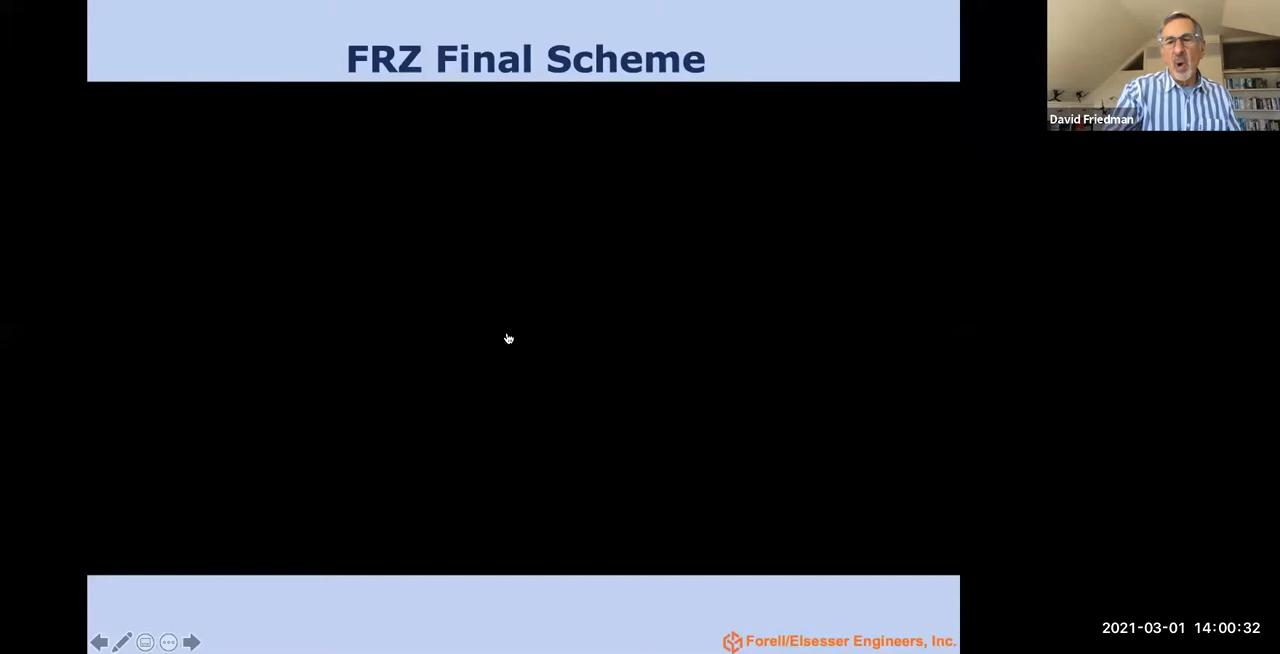 FRZ Final Scheme
David Friedman
Forell/Elsesser Engineers, Inc.
2021-03-01 14:00:32